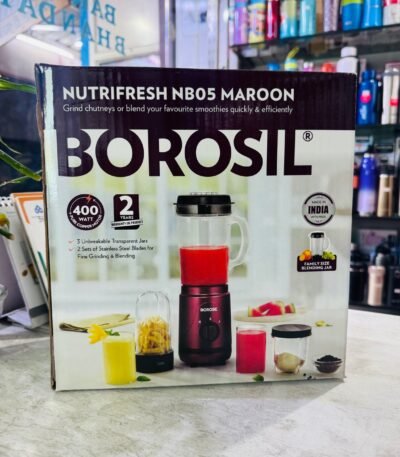 BA
BHANDA
NUTRIFRESH NB05 MAROON
Grind chutneys or blend your favourite smoothies quickly & efficiently
BOROSIL®
400
WATT
2
YEARS
MADE IN
INDIA
FAMILY SIZE
BLENDING JAR
3 Unbreakable Transparent Jars
2 Sets of Stainless Steel Blades for
Fine Grinding & Blending
BOROSIL